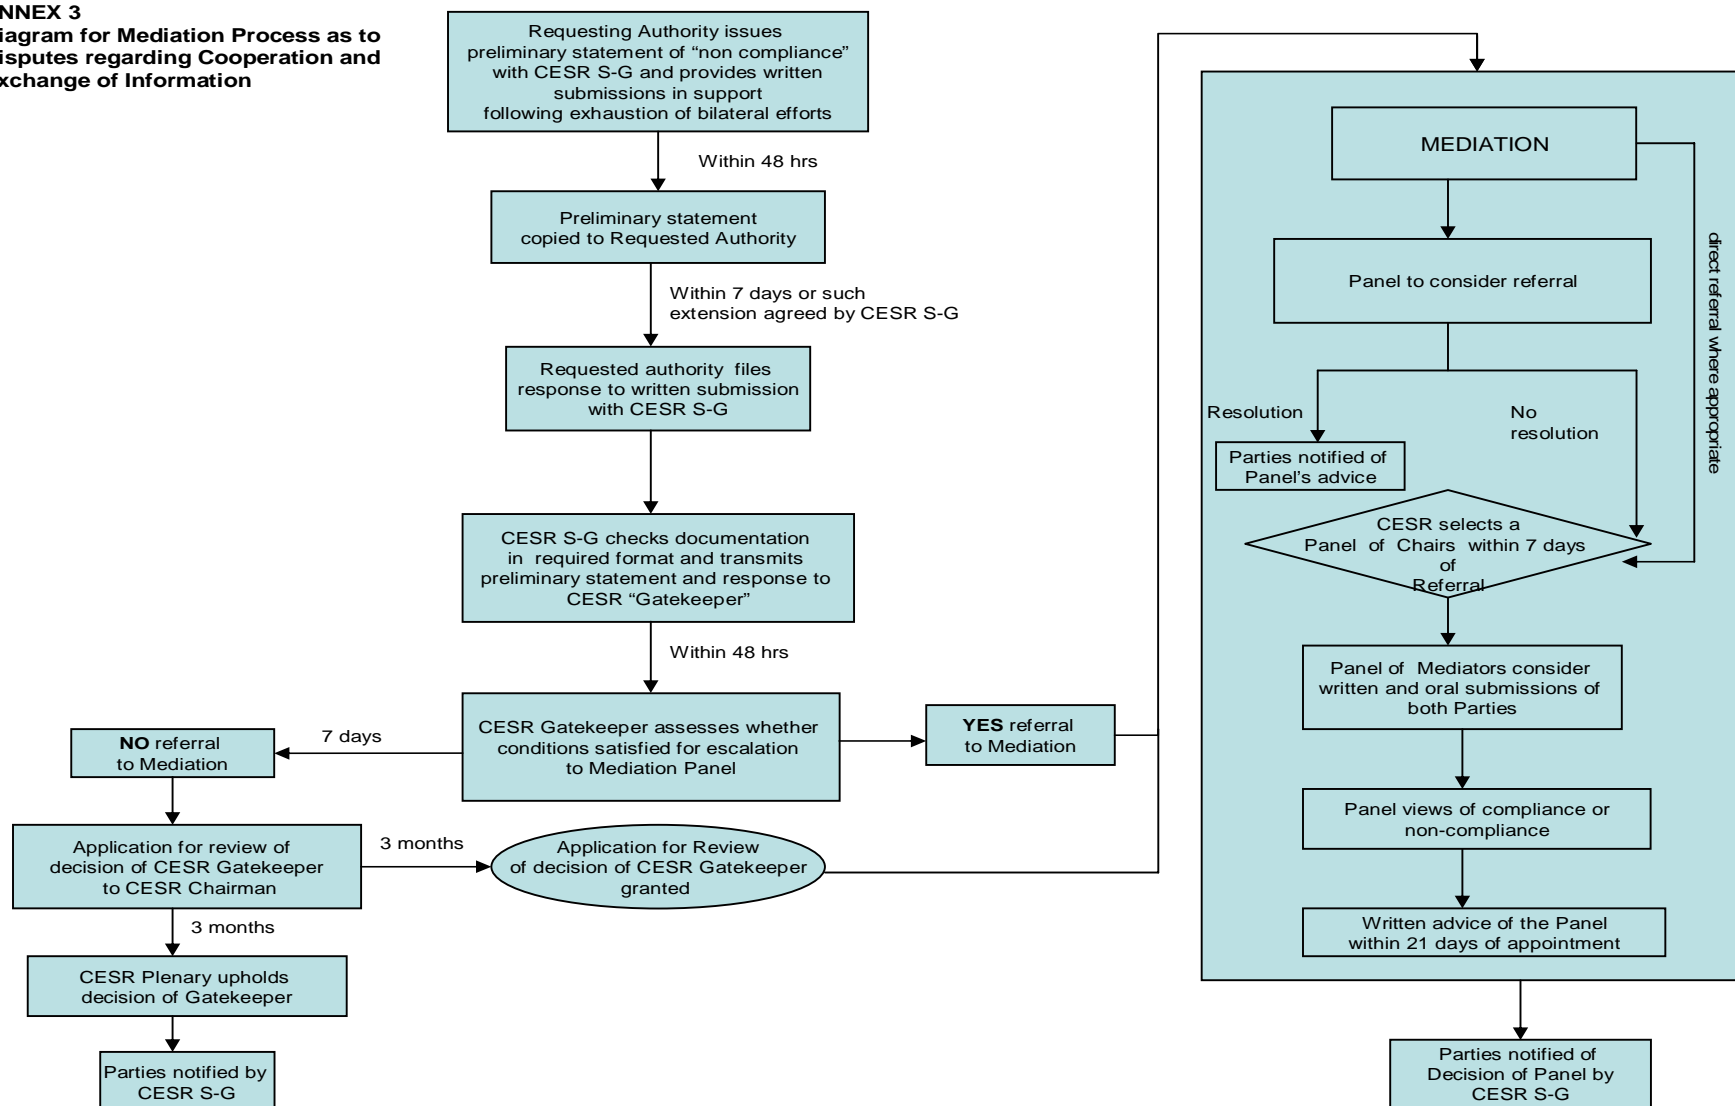 NNEX 3
iagram for Mediation Process as to
isputes regarding Cooperation and
xchange of Information
Requesting Authority issues
preliminary statement of “non compliance”
with CESR S-G and provides written
submissions in support
following exhaustion of bilateral efforts
Within 48 hrs
Preliminary statement
copied to Requested Authority
Within 7 days or such
extension agreed by CESR S-G
Requested authority files
response to written submission
with CESR S-G
CESR S-G checks documentation
in required format and transmits
preliminary statement and response to
CESR “Gatekeeper”
Within 48 hrs
CESR Gatekeeper assesses whether
conditions satisfied for escalation
to Mediation Panel
7 days
NO referral
to Mediation
YES referral
to Mediation
Application for review of
decision of CESR Gatekeeper
to CESR Chairman
3 months
Application for Review
of decision of CESR Gatekeeper
granted
3 months
CESR Plenary upholds
decision of Gatekeeper
Parties notified by
CESR S-G
MEDIATION
direct referral where appropriate
Panel to consider referral
Resolution
No
resolution
Parties notified of
Panel’s advice
CESR selects a
Panel of Chairs within 7 days
of
Referral
Panel of Mediators consider
written and oral submissions of
both Parties
Panel views of compliance or
non-compliance
Written advice of the Panel
within 21 days of appointment
Parties notified of
Decision of Panel by
CESR S-G